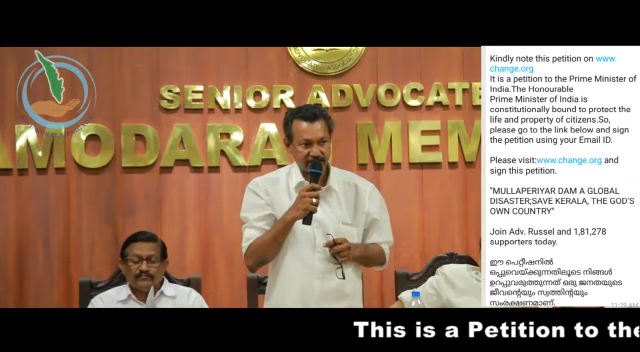 SENIOR ADVOCATE
AMODARA MEM
Kindly note this petition on www.
change.org
It is a petition to the Prime Minister of
India.The Honourable
Prime Minister of India is
constitutionally bound to protect the
life and property of citizens.So,
please go to the link below and sign
the petition using your Email ID.
Please visit:www.change.org and
sign this petition.
"MULLAPERIYAR DAM A GLOBAL
DISASTER;SAVE KERALA, THE GOD'S
OWN COUNTRY"
Join Adv. Russel and 1,81,278
supporters today.
ഈ പെറ്റീഷനിൽ
ഒപ്പുവെയ്ക്കുന്നതിലൂടെ നിങ്ങൾ
ഉറപ്പുവരുത്തുന്നത് ഒരു ജനതയുടെ
ജീവന്റെയും സ്വത്തിന്റയും
സംരക്ഷണമാണ്.
11:29 AM
This is a Petition to the